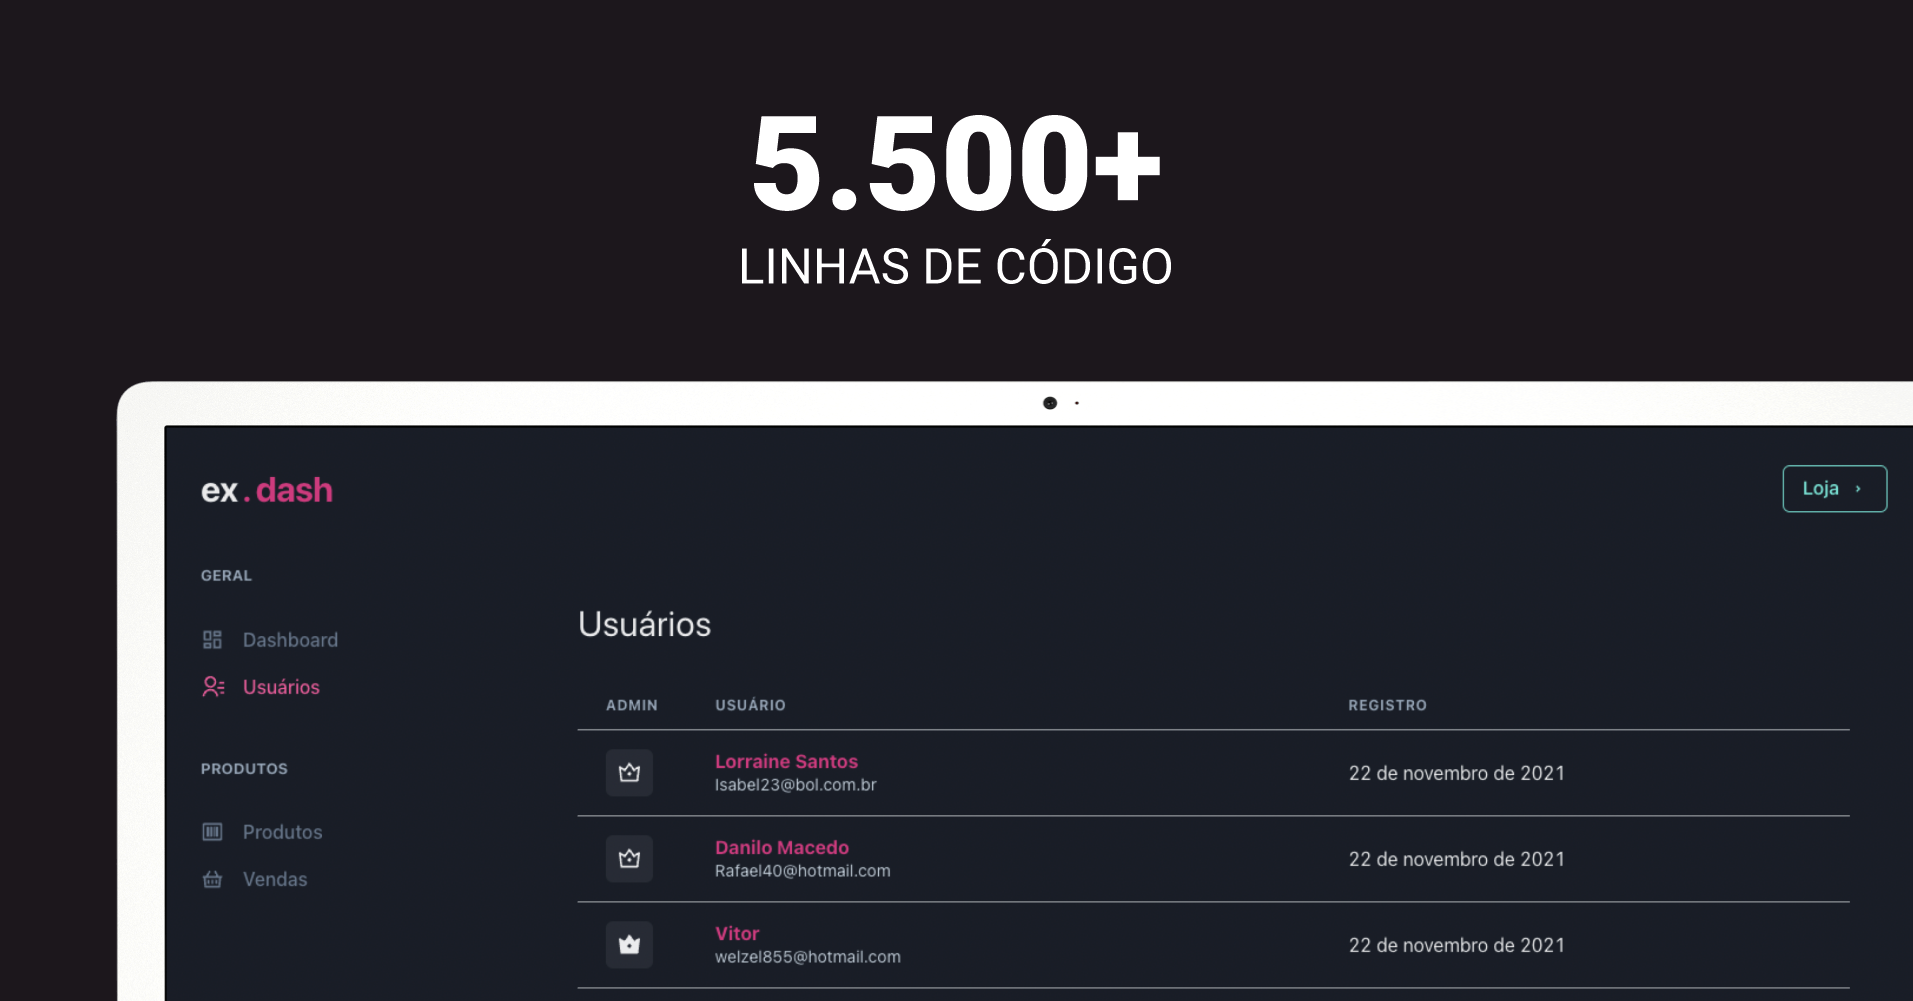 5.500+
LINHAS DE CÓDIGO
ex.dash
Loja ›
GERAL
Dashboard
Usuários
PRODUTOS
Produtos
Vendas
Usuários
ADMIN USUÁRIO REGISTRO
Lorraine Santos
Isabel23@bol.com.br
22 de novembro de 2021
Danilo Macedo
Rafael40@hotmail.com
22 de novembro de 2021
Vitor
welzel855@hotmail.com
22 de novembro de 2021